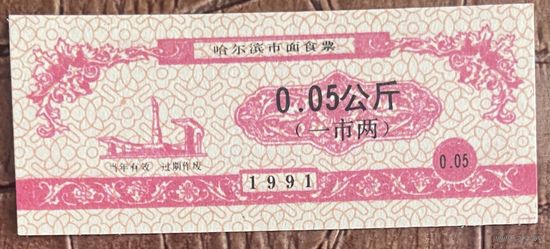 哈尔滨市面食票
0.05公斤
(一市两)
当年有效 过期作废
0.05
1991